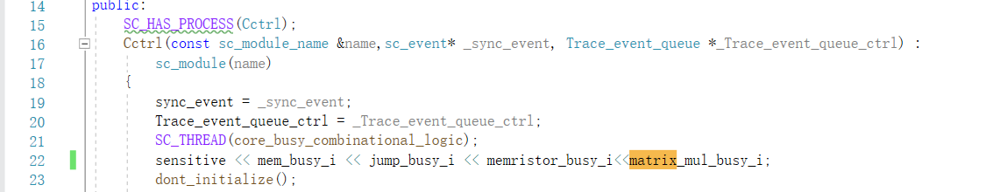 14 public:
15 SC_HAS_PROCESS(Cctrl);
16 Cctrl(const sc_module_name &name,sc_event* _sync_event, Trace_event_queue *_Trace_event_queue_ctrl) :
17 sc_module(name)
18 {
19 sync_event = _sync_event;
20 Trace_event_queue_ctrl = _Trace_event_queue_ctrl;
21 SC_THREAD(core_busy_combinational_logic);
22 sensitive << mem_busy_i << jump_busy_i << memristor_busy_i<<matrix_mul_busy_i;
23 dont_initialize();